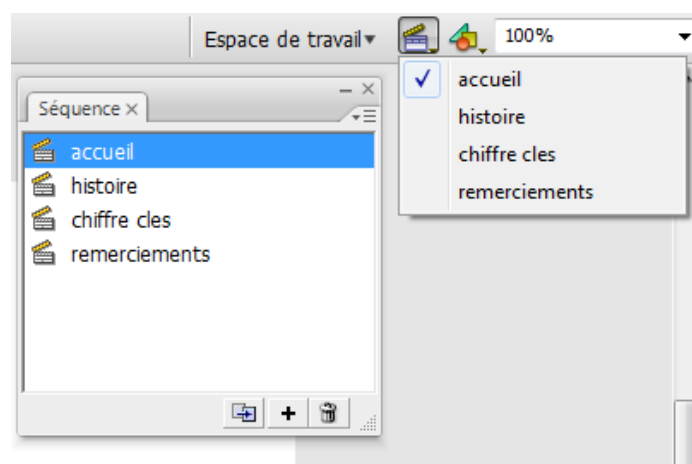 Espace de travail
100%
Séquence
accueil
histoire
chiffre cles
remerciements
accueil
histoire
chiffre cles
remerciements